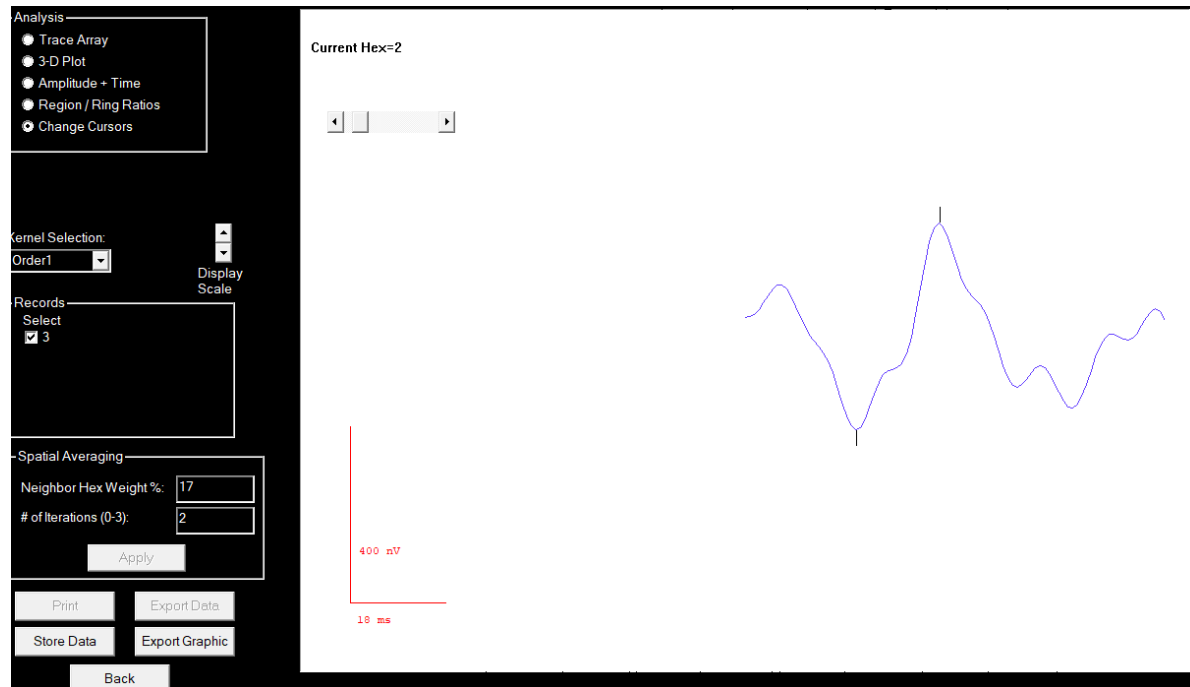 Analysis
Trace Array
3-D Plot
Amplitude + Time
Region / Ring Ratios
Change Cursors
Current Hex=2
Kernel Selection:
Order1
Display
Scale
Records
Select
3
Spatial Averaging
Neighbor Hex Weight %: 17
# of Iterations (0-3): 2
Apply
Print Export Data
Store Data Export Graphic
Back
400 nV
18 ms